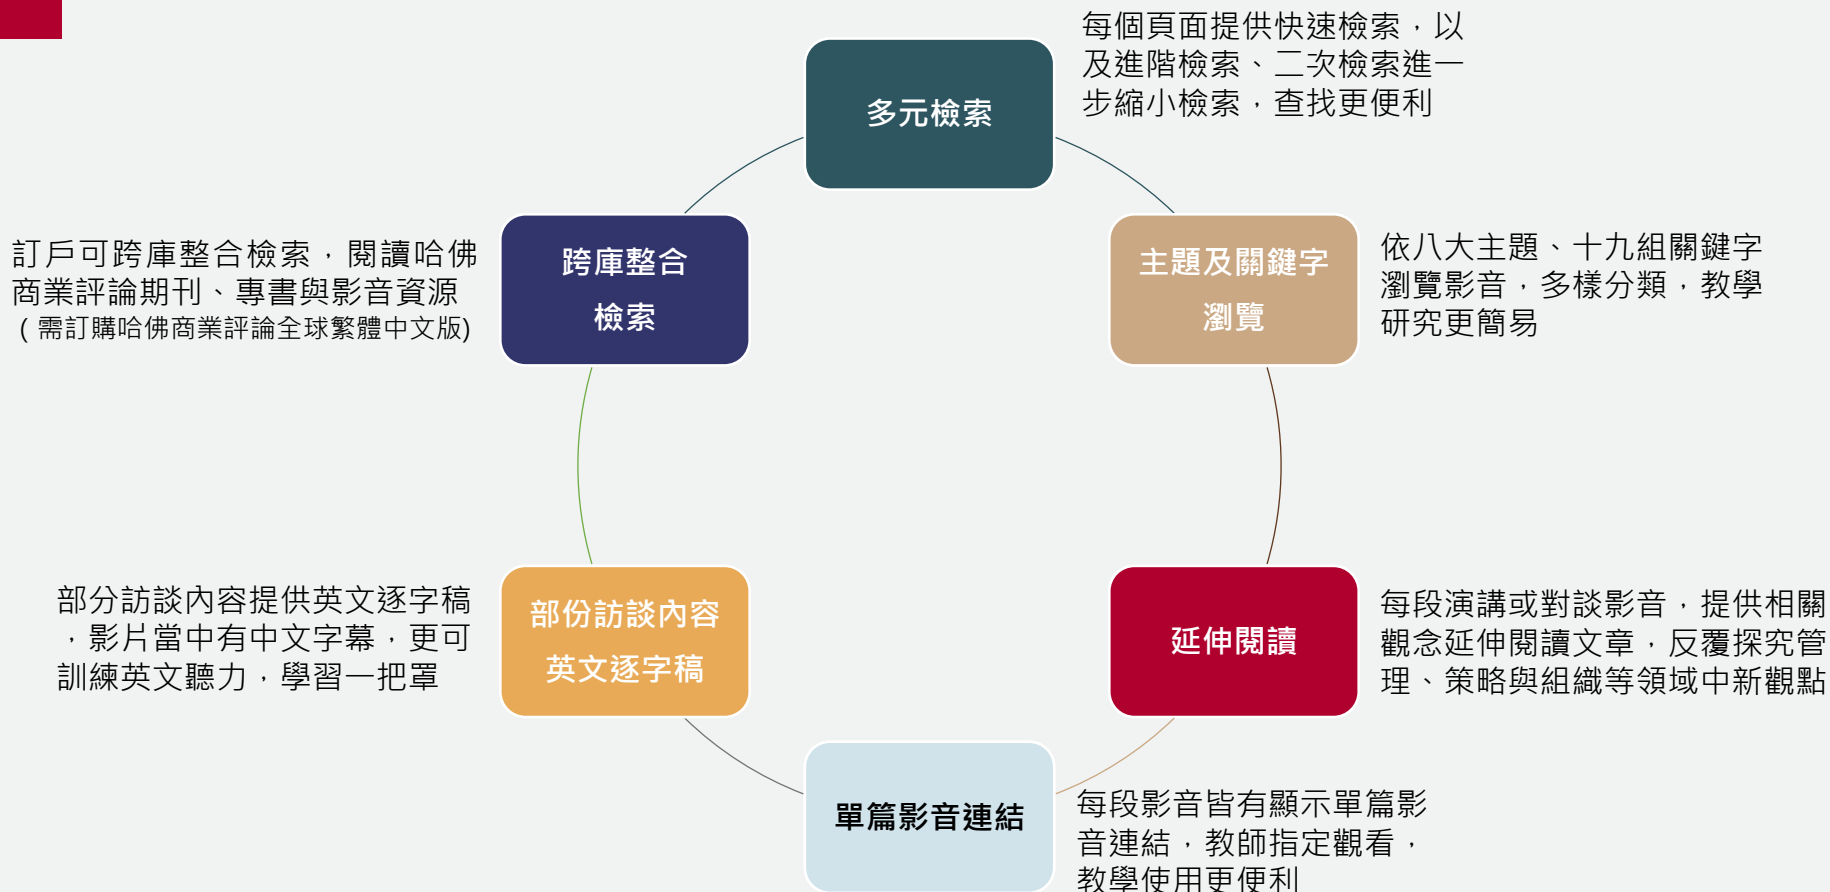 每個頁面提供快速檢索，以
及進階檢索、二次檢索進一
步縮小檢索，查找更便利
多元檢索
跨庫整合
檢索
訂戶可跨庫整合檢索，閱讀哈佛
商業評論期刊、專書與影音資源
( 需訂購哈佛商業評論全球繁體中文版)
主題及關鍵字
瀏覽
依八大主題、十九組關鍵字
瀏覽影音，多樣分類，教學
研究更簡易
部分訪談內容提供英文逐字稿
，影片當中有中文字幕，更可
訓練英文聽力，學習一把罩
部份訪談內容
英文逐字稿
延伸閱讀
每段演講或對談影音，提供相關
觀念延伸閱讀文章，反覆探究管
理、策略與組織等領域中新觀點
單篇影音連結
每段影音皆有顯示單篇影
音連結，教師指定觀看，
教學使用更便利